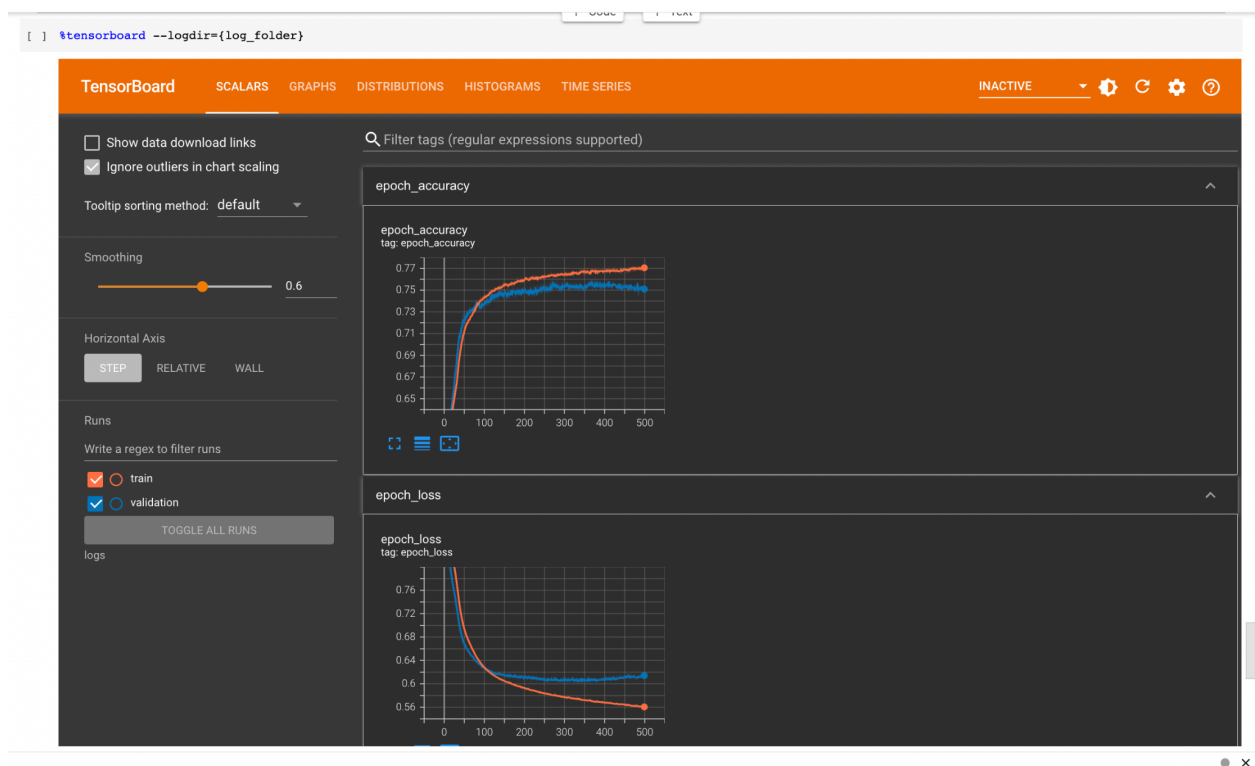 Code Text
[ ] %tensorboard --logdir={log_folder}
TensorBoard SCALARS GRAPHS DISTRIBUTIONS HISTOGRAMS TIME SERIES INACTIVE
Show data download links
Ignore outliers in chart scaling
Tooltip sorting method: default
Smoothing
0.6
Horizontal Axis
STEP RELATIVE WALL
Runs
Write a regex to filter runs
train
validation
TOGGLE ALL RUNS
logs
Filter tags (regular expressions supported)
epoch_accuracy
epoch_accuracy
tag: epoch_accuracy
0.77
0.75
0.73
0.71
0.69
0.67
0.65
0 100 200 300 400 500
epoch_loss
epoch_loss
tag: epoch_loss
0.76
0.72
0.68
0.64
0.6
0.56
0 100 200 300 400 500